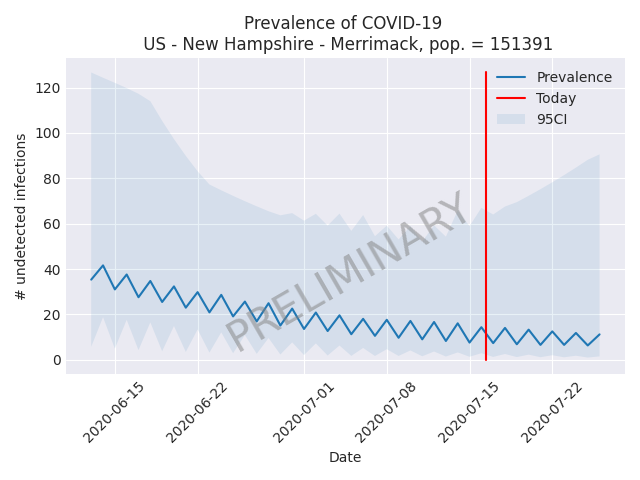 Prevalence of COVID-19
US - New Hampshire - Merrimack, pop. = 151391
Prevalence
Today
95CI
PRELIMINARY
# undetected infections
120
100
80
60
40
20
0
2020-06-15
2020-06-22
2020-07-01
2020-07-08
2020-07-15
2020-07-22
Date